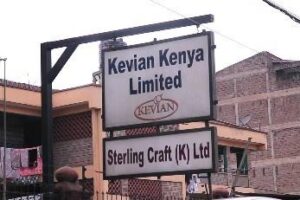 Kevian Kenya
Limited
KEVIAN
Sterling Craft (K) Ltd